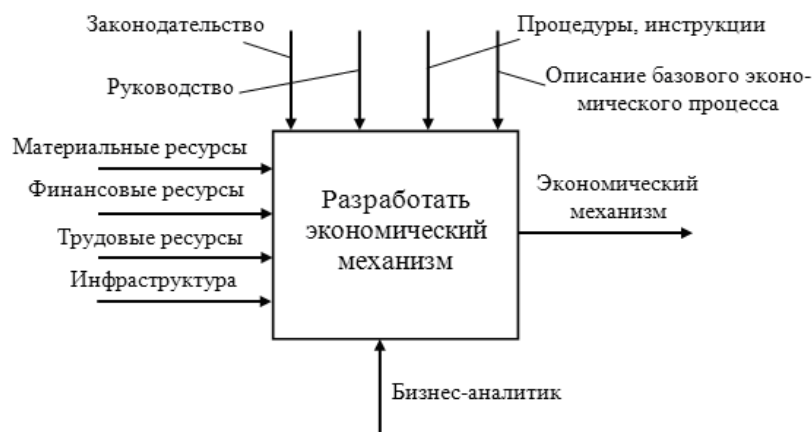 Законодательство
Процедуры, инструкции
Руководство
Описание базового эконо-
мического процесса
Материальные ресурсы
Финансовые ресурсы
Трудовые ресурсы
Инфраструктура
Разработать
экономический
механизм
Экономический
механизм
Бизнес-аналитик